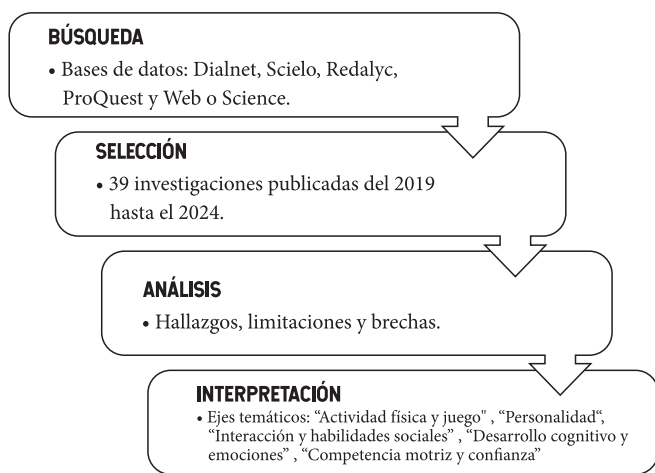 BÚSQUEDA
• Bases de datos: Dialnet, Scielo, Redalyc,
ProQuest y Web o Science.
SELECCIÓN
• 39 investigaciones publicadas del 2019
hasta el 2024.
ANÁLISIS
• Hallazgos, limitaciones y brechas.
INTERPRETACIÓN
• Ejes temáticos: “Actividad física y juego" , “Personalidad“,
“Interacción y habilidades sociales” , “Desarrollo cognitivo y
emociones” , “Competencia motriz y confianza”